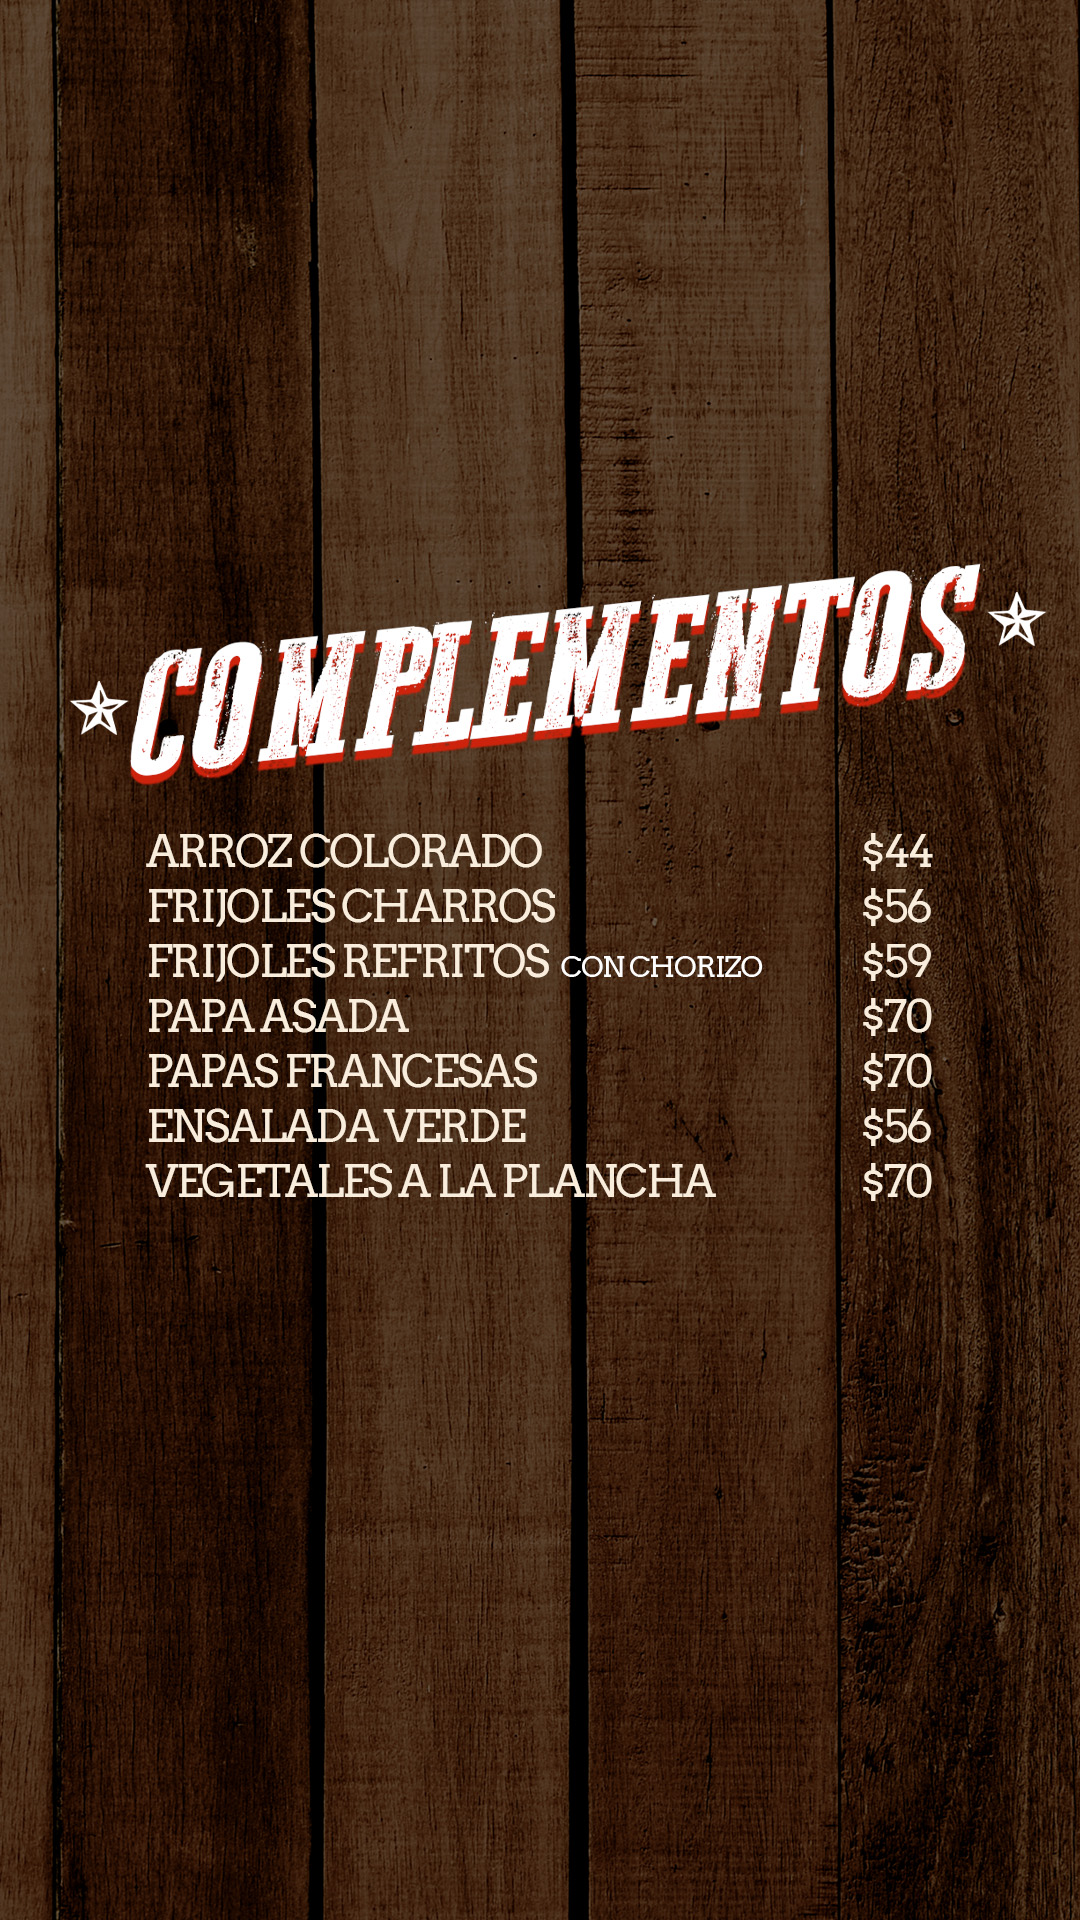 COMPLEMENTOS
ARROZ COLORADO $44
FRIJOLES CHARROS $56
FRIJOLES REFRITOS CON CHORIZO $59
PAPA ASADA $70
PAPAS FRANCESAS $70
ENSALADA VERDE $56
VEGETALES A LA PLANCHA $70